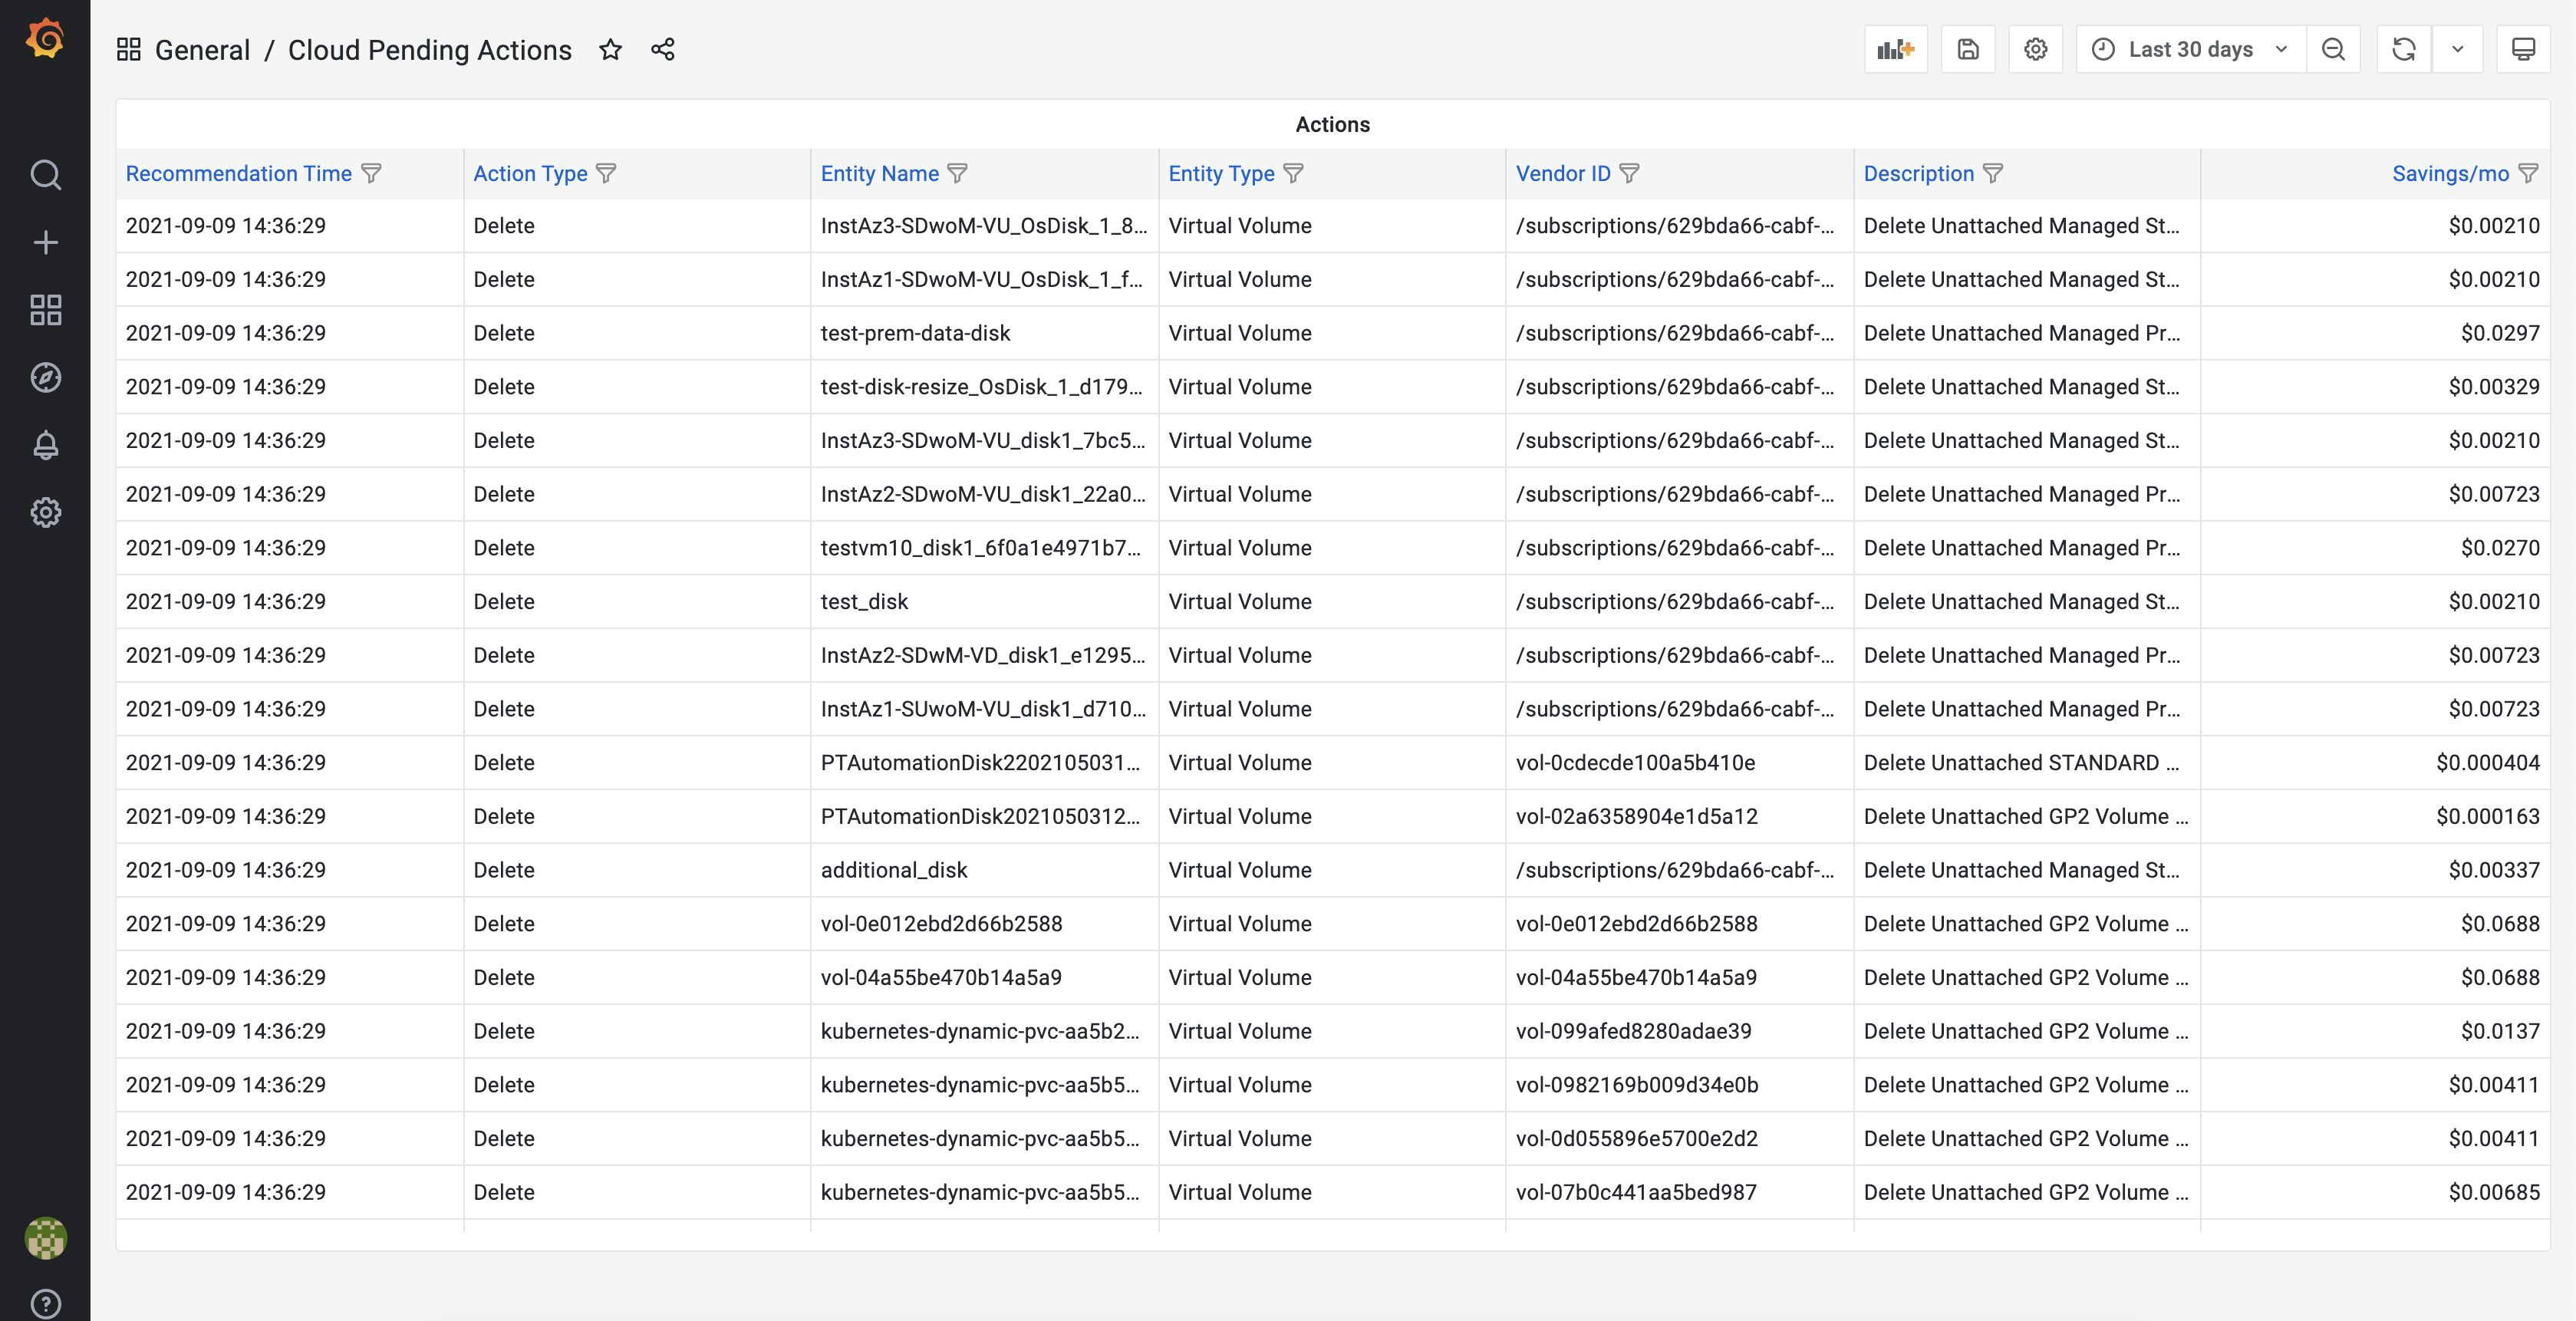 General / Cloud Pending Actions
Last 30 days
Actions
Recommendation Time Action Type Entity Name Entity Type Vendor ID Description Savings/mo
2021-09-09 14:36:29 Delete InstAz3-SDwoM-VU_OsDisk_1_8... Virtual Volume /subscriptions/629bda66-cabf-... Delete Unattached Managed St... $0.00210
2021-09-09 14:36:29 Delete InstAz1-SDwoM-VU_OsDisk_1_f... Virtual Volume /subscriptions/629bda66-cabf-... Delete Unattached Managed St... $0.00210
2021-09-09 14:36:29 Delete test-prem-data-disk Virtual Volume /subscriptions/629bda66-cabf-... Delete Unattached Managed Pr... $0.0297
2021-09-09 14:36:29 Delete test-disk-resize_OsDisk_1_d179... Virtual Volume /subscriptions/629bda66-cabf-... Delete Unattached Managed St... $0.00329
2021-09-09 14:36:29 Delete InstAz3-SDwoM-VU_disk1_7bc5... Virtual Volume /subscriptions/629bda66-cabf-... Delete Unattached Managed St... $0.00210
2021-09-09 14:36:29 Delete InstAz2-SDwoM-VU_disk1_22a0... Virtual Volume /subscriptions/629bda66-cabf-... Delete Unattached Managed Pr... $0.00723
2021-09-09 14:36:29 Delete testvm10_disk1_6f0a1e4971b7... Virtual Volume /subscriptions/629bda66-cabf-... Delete Unattached Managed Pr... $0.0270
2021-09-09 14:36:29 Delete test_disk Virtual Volume /subscriptions/629bda66-cabf-... Delete Unattached Managed St... $0.00210
2021-09-09 14:36:29 Delete InstAz2-SDwM-VD_disk1_e1295... Virtual Volume /subscriptions/629bda66-cabf-... Delete Unattached Managed Pr... $0.00723
2021-09-09 14:36:29 Delete InstAz1-SUwoM-VU_disk1_d710... Virtual Volume /subscriptions/629bda66-cabf-... Delete Unattached Managed Pr... $0.00723
2021-09-09 14:36:29 Delete PTAutomationDisk2202105031... Virtual Volume vol-0cdecde100a5b410e Delete Unattached STANDARD ... $0.000404
2021-09-09 14:36:29 Delete PTAutomationDisk2021050312... Virtual Volume vol-02a6358904e1d5a12 Delete Unattached GP2 Volume ... $0.000163
2021-09-09 14:36:29 Delete additional_disk Virtual Volume /subscriptions/629bda66-cabf-... Delete Unattached Managed St... $0.00337
2021-09-09 14:36:29 Delete vol-0e012ebd2d66b2588 Virtual Volume vol-0e012ebd2d66b2588 Delete Unattached GP2 Volume ... $0.0688
2021-09-09 14:36:29 Delete vol-04a55be470b14a5a9 Virtual Volume vol-04a55be470b14a5a9 Delete Unattached GP2 Volume ... $0.0688
2021-09-09 14:36:29 Delete kubernetes-dynamic-pvc-aa5b2... Virtual Volume vol-099afed8280adae39 Delete Unattached GP2 Volume ... $0.0137
2021-09-09 14:36:29 Delete kubernetes-dynamic-pvc-aa5b5... Virtual Volume vol-0982169b009d34e0b Delete Unattached GP2 Volume ... $0.00411
2021-09-09 14:36:29 Delete kubernetes-dynamic-pvc-aa5b5... Virtual Volume vol-0d055896e5700e2d2 Delete Unattached GP2 Volume ... $0.00411
2021-09-09 14:36:29 Delete kubernetes-dynamic-pvc-aa5b5... Virtual Volume vol-07b0c441aa5bed987 Delete Unattached GP2 Volume ... $0.00685